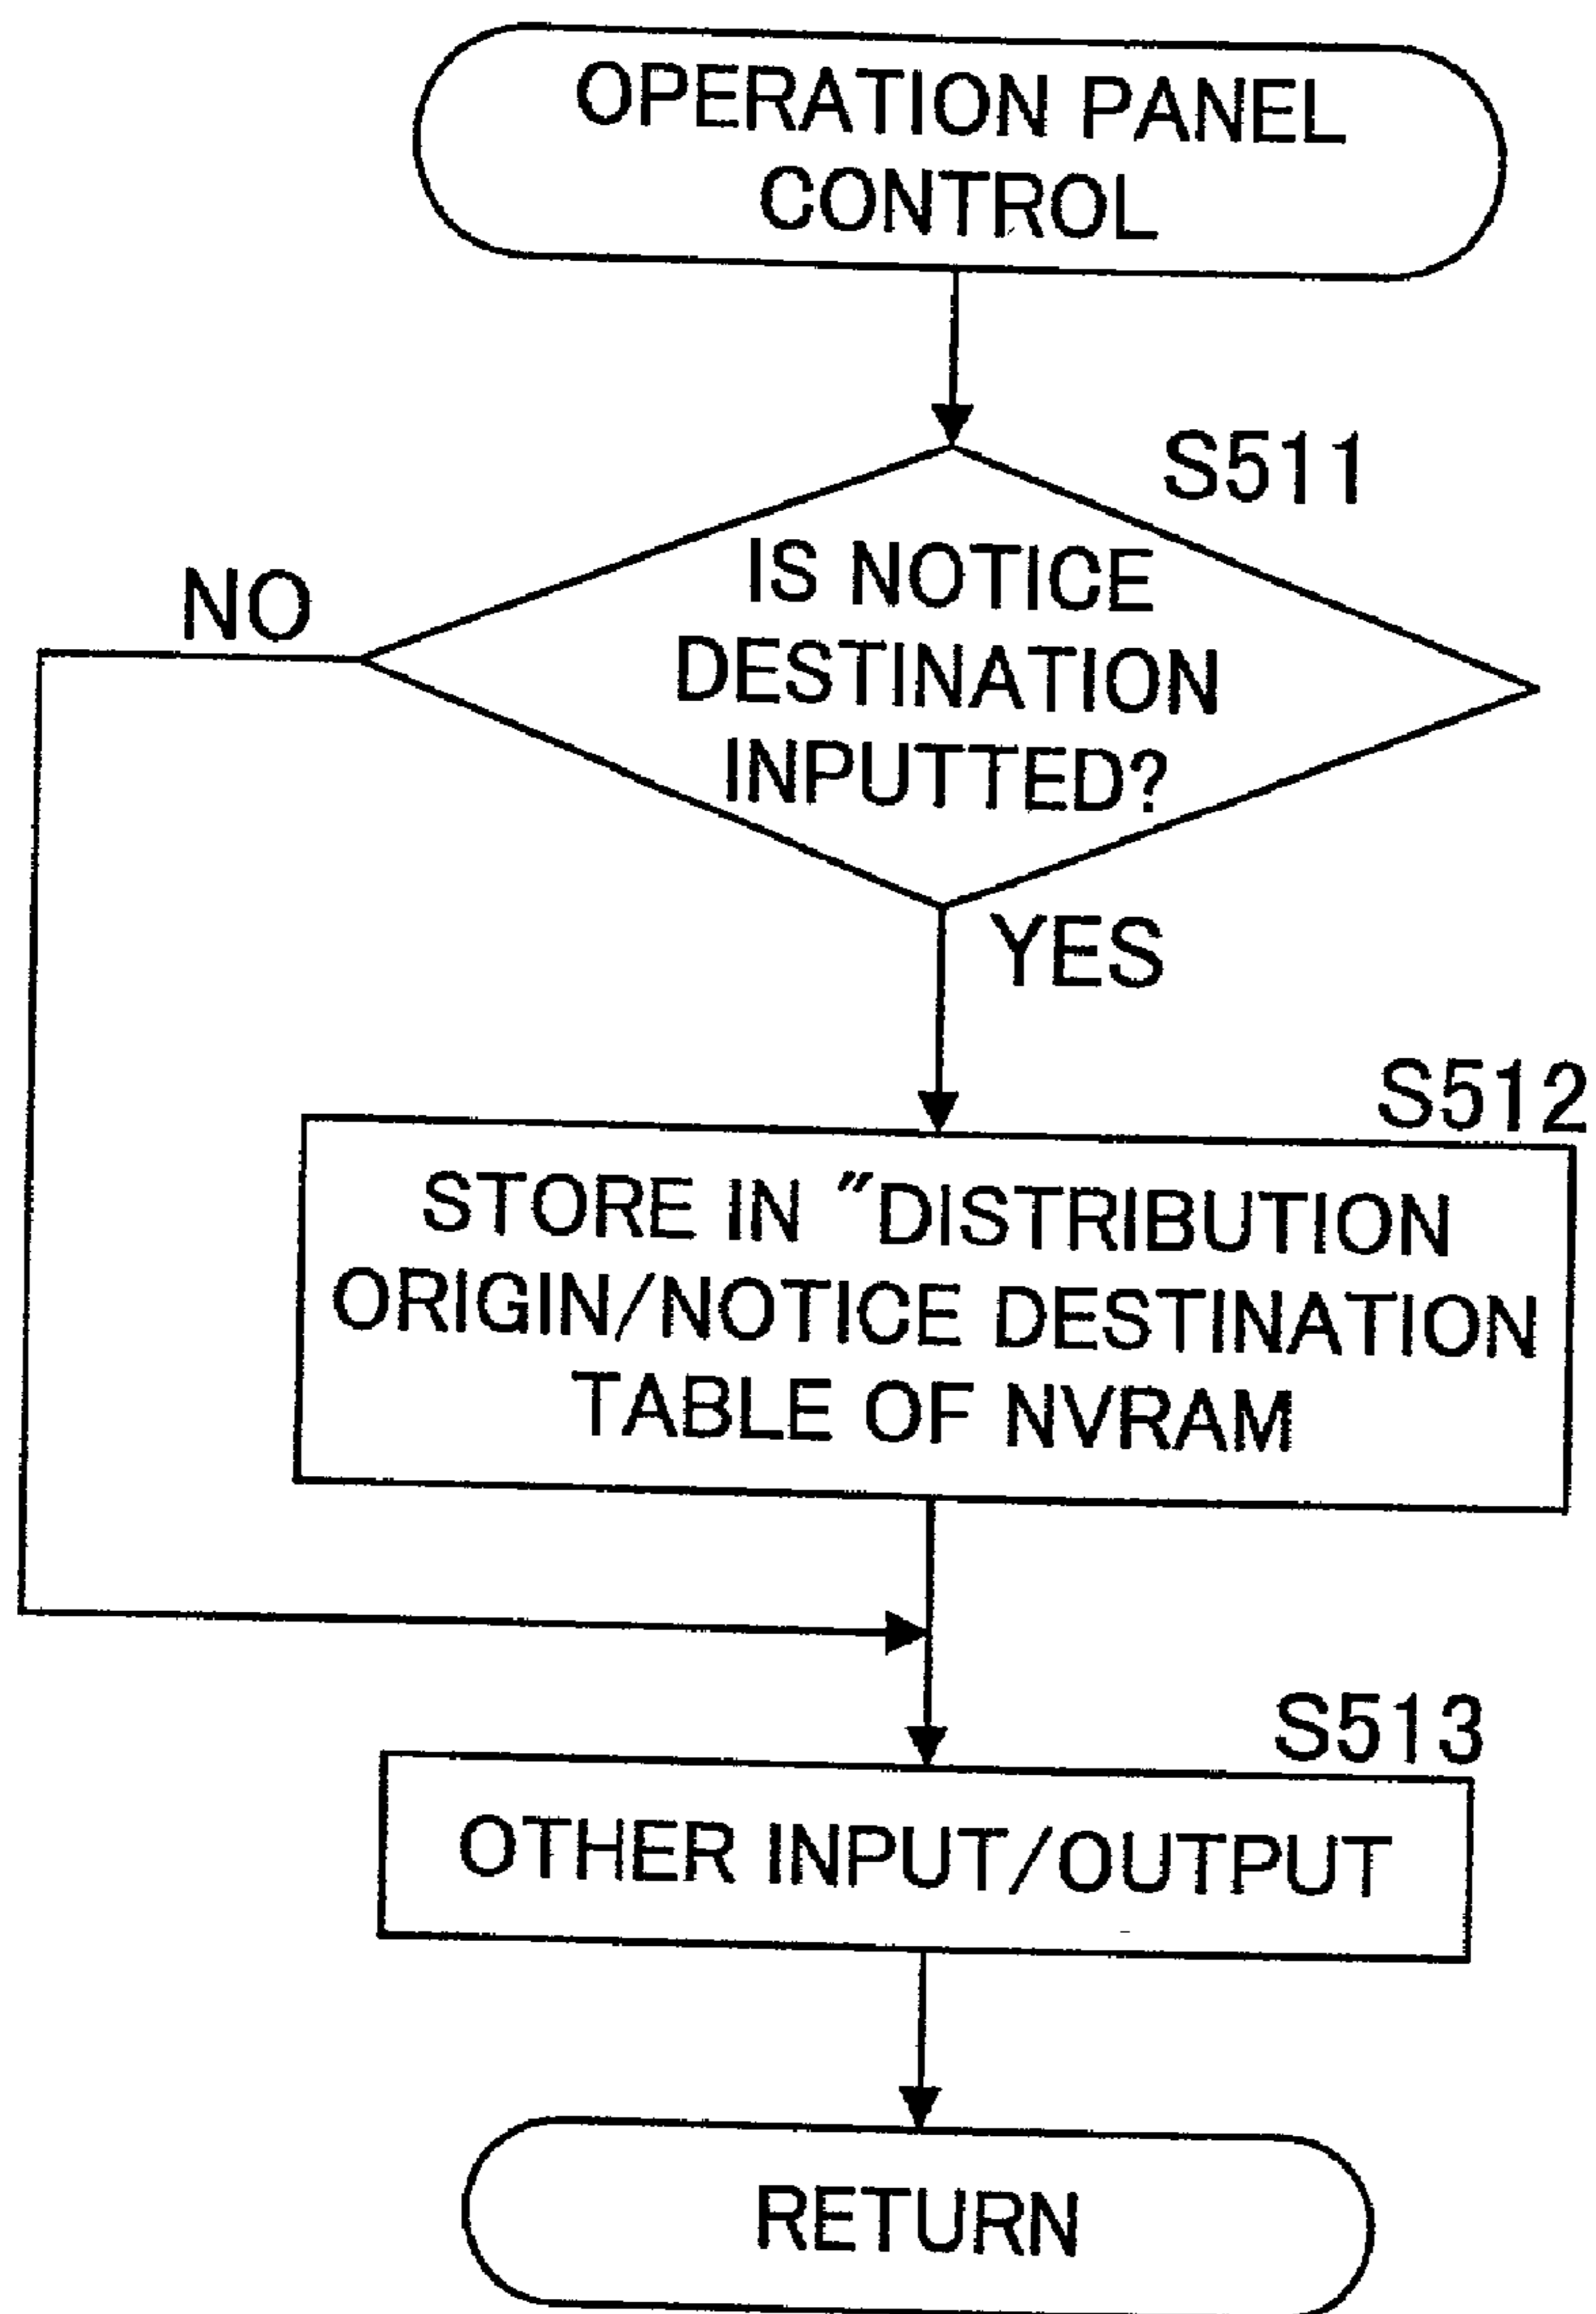 OPERATION PANEL
CONTROL
S511
IS NOTICE
DESTINATION
INPUTTED?
NO
YES
S512
STORE IN "DISTRIBUTION
ORIGIN/NOTICE DESTINATION
TABLE OF NVRAM
S513
OTHER INPUT/OUTPUT
RETURN